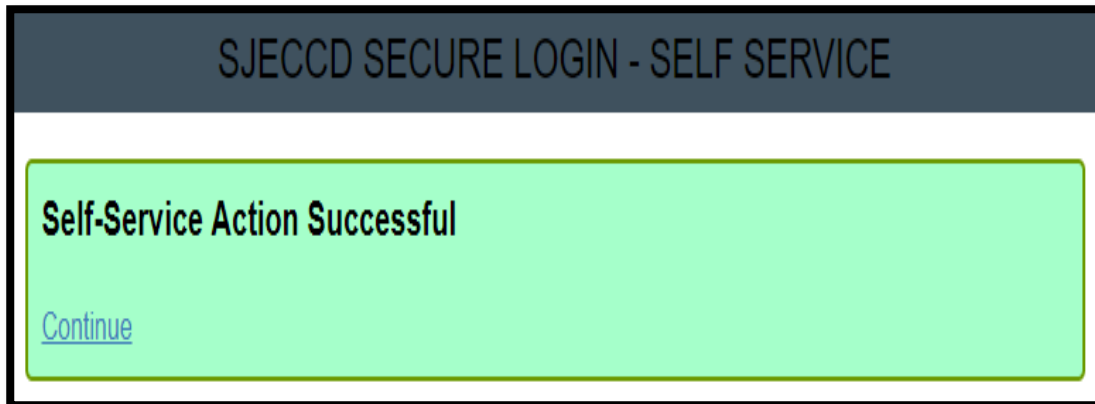 SJECCD SECURE LOGIN - SELF SERVICE
Self-Service Action Successful
Continue